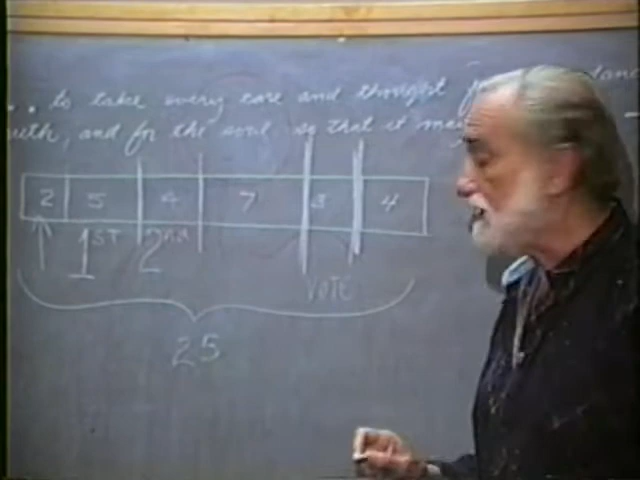 .. to take every care and thought for
and for the soul so that it may
2 5 4 7 3 4
1ST 2ND
VOTE
25